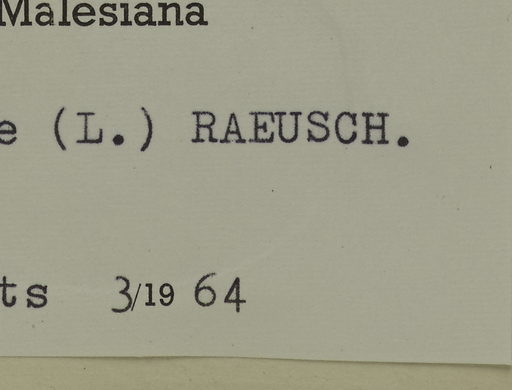 Malesiana
e (L.) RAEUSCH.
ts 3/19 64